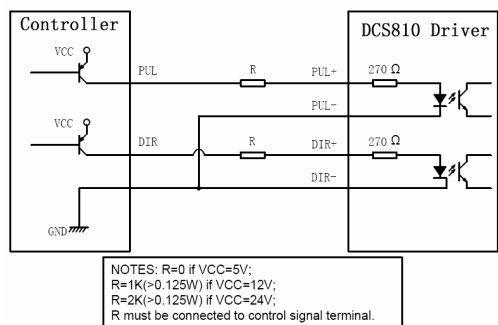 Controller
DCS810 Driver
VCC
PUL
R
PUL+
270 Ω
PUL-
VCC
DIR
R
DIR+
270 Ω
DIR-
GND
NOTES: R=0 if VCC=5V;
R=1K(>0.125W) if VCC=12V;
R=2K(>0.125W) if VCC=24V;
R must be connected to control signal terminal.